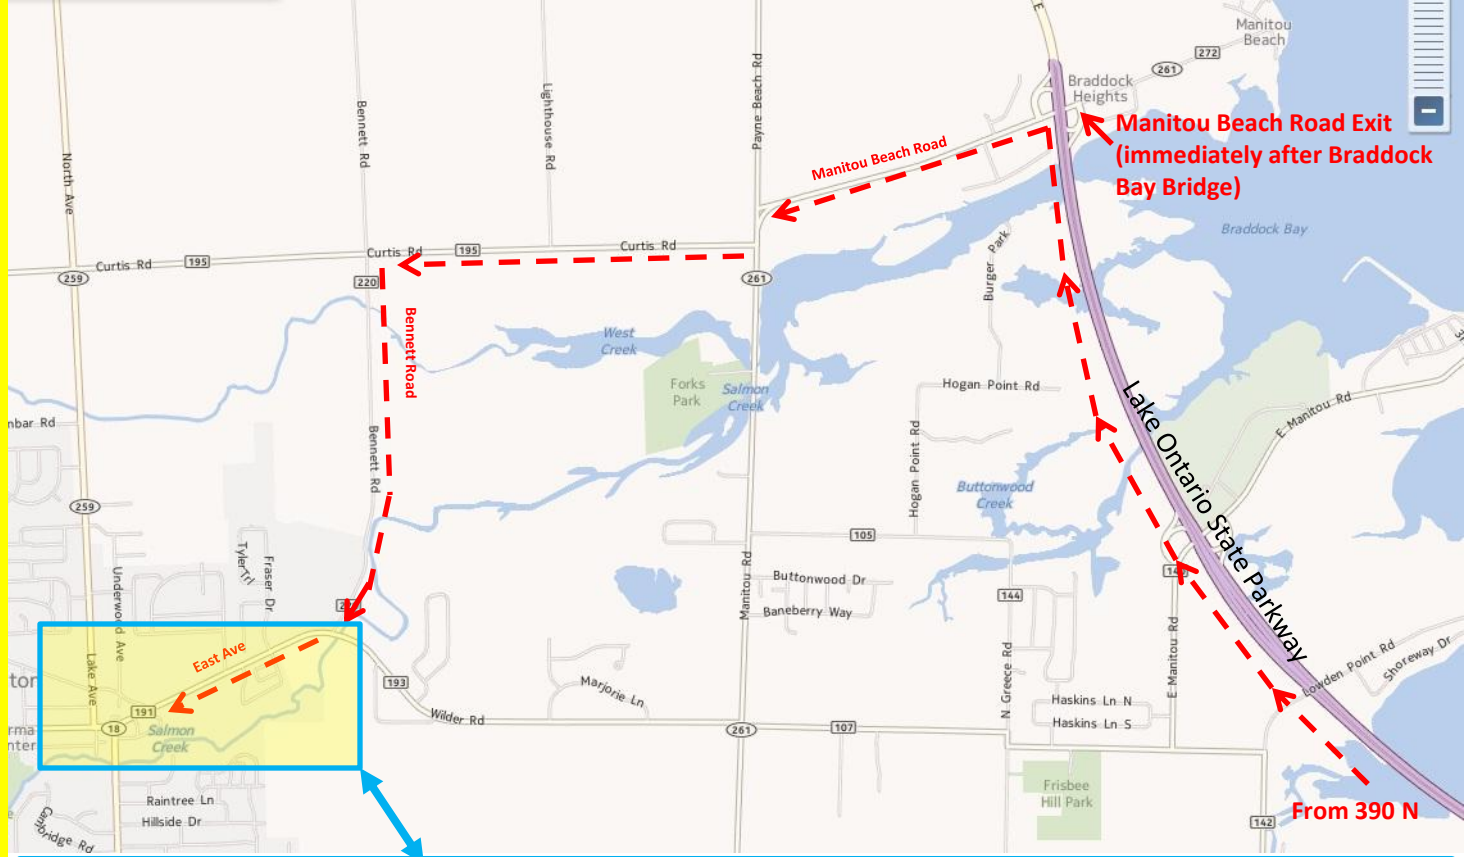 E
Manitou
Beach
272
261
Braddock
Heights
Manitou Beach Road Exit
(immediately after Braddock
Bay Bridge)
Payne Beach Rd
Lighthouse Rd
Bennett Rd
North Ave
Manitou Beach Road
Braddock Bay
Burger Park
Curtis Rd
195
Curtis Rd
195
Curtis Rd
259
220
261
Bennett Road
West
Creek
Forks
Park
Salmon
Creek
Hogan Point Rd
Hogan Point Rd
Lake Ontario State Parkway
E Manitou Rd
nbar Rd
Bennett Rd
Buttonwood
Creek
259
105
Tyler Trl
Fraser Dr
Underwood Ave
Manitou Rd
Buttonwood Dr
Baneberry Way
144
N Greece Rd
E Manitou Rd
Lowden Point Rd
Shoreway Dr
East Ave
Lake Ave
ton
191
18
Salmon
Creek
rma
nter
193
Wilder Rd
Marjorie Ln
261
107
Haskins Ln N
Haskins Ln S
Frisbee
Hill Park
142
From 390 N
Raintree Ln
Hillside Dr
Cambridge Rd